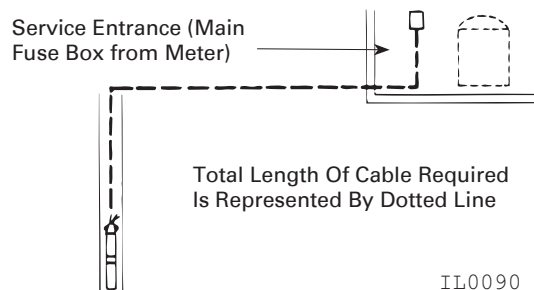 Service Entrance (Main
Fuse Box from Meter)
Total Length Of Cable Required
Is Represented By Dotted Line
IL0090